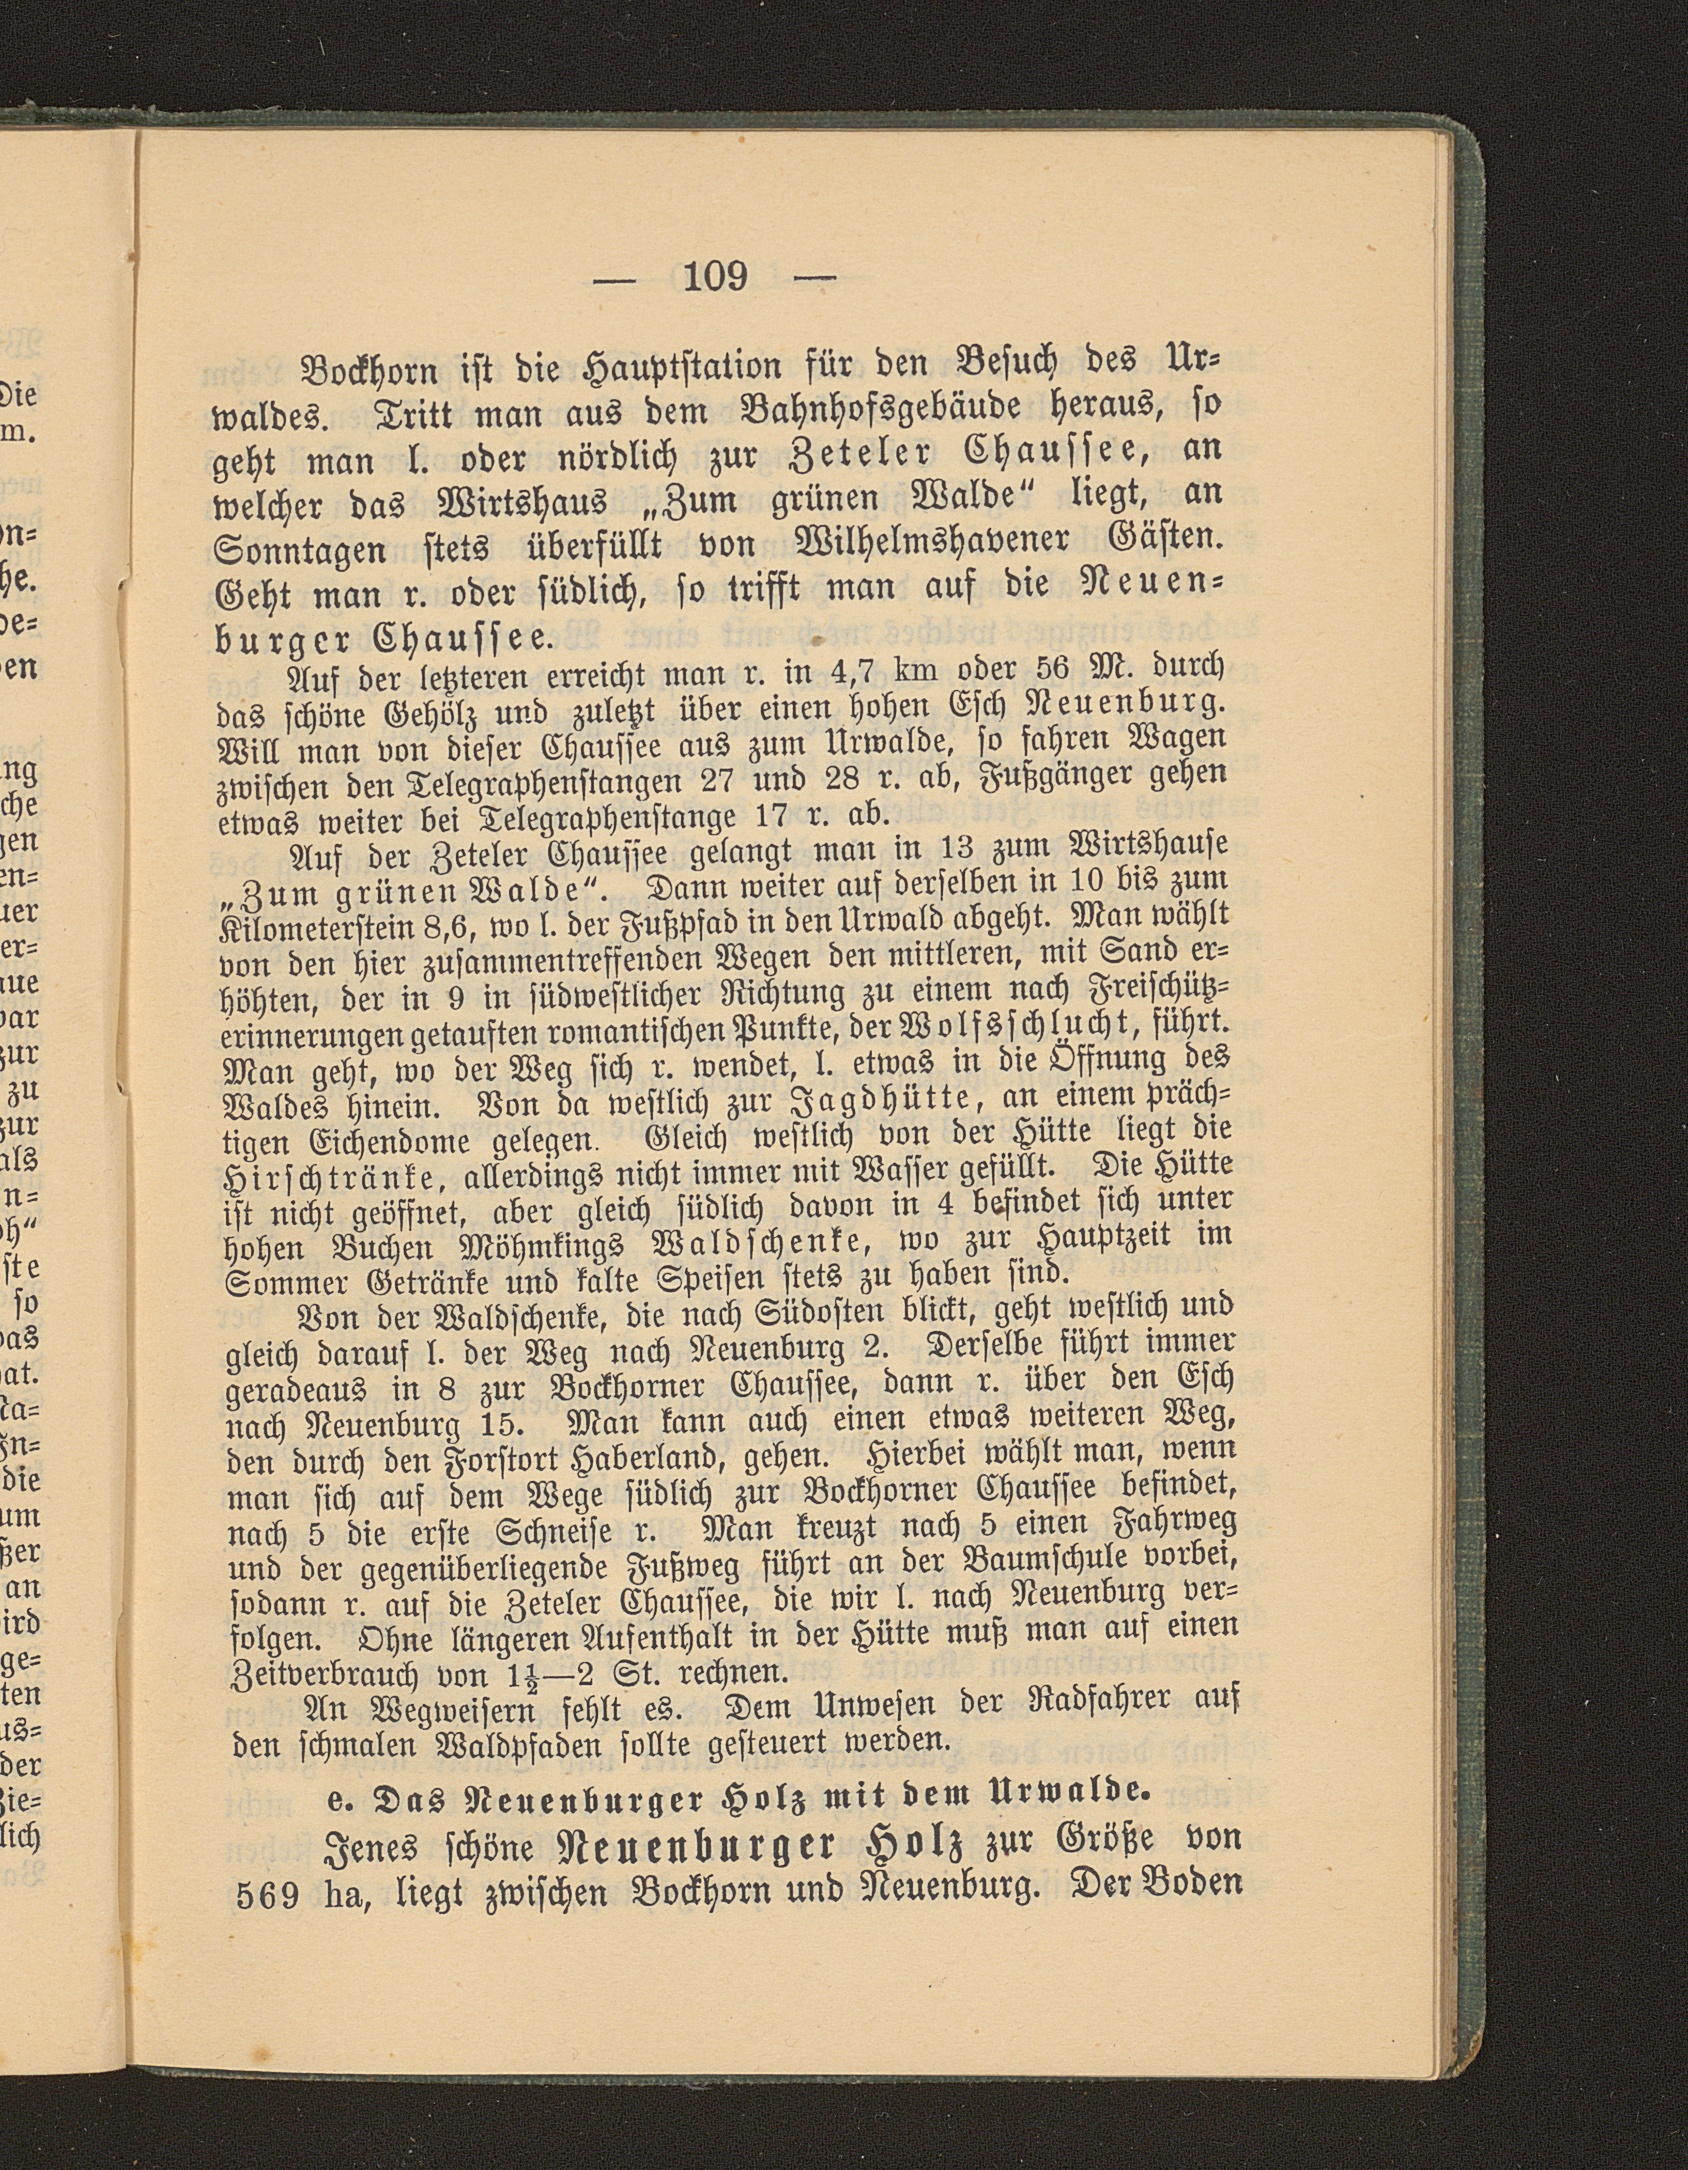 — 109 —
Bockhorn ist die Hauptstation für den Besuch des Ur-
waldes. Tritt man aus dem Bahnhofsgebäude heraus, so
geht man l. oder nördlich zur Zeteler Chaussee, an
welcher das Wirtshaus „Zum grünen Walde“ liegt, an
Sonntagen stets überfüllt von Wilhelmshavener Gästen.
Geht man r. oder südlich, so trifft man auf die Neuen-
burger Chaussee.
Auf der letzteren erreicht man r. in 4,7 km oder 56 M. durch
das schöne Gehölz und zuletzt über einen hohen Esch Neuenburg.
Will man von dieser Chaussee aus zum Urwalde, so fahren Wagen
zwischen den Telegraphenstangen 27 und 28 r. ab, Fußgänger gehen
etwas weiter bei Telegraphenstange 17 r. ab.
Auf der Zeteler Chaussee gelangt man in 13 zum Wirtshause
„Zum grünen Walde“. Dann weiter auf derselben in 10 bis zum
Kilometerstein 8,6, wo l. der Fußpfad in den Urwald abgeht. Man wählt
von den hier zusammentreffenden Wegen den mittleren, mit Sand er-
höhten, der in 9 in südwestlicher Richtung zu einem nach Freischütz-
erinnerungen getauften romantischen Punkte, der Wolfsschlucht, führt.
Man geht, wo der Weg sich r. wendet, l. etwas in die Öffnung des
Waldes hinein. Von da westlich zur Jagdhütte, an einem präch-
tigen Eichendome gelegen. Gleich westlich von der Hütte liegt die
Hirschtränke, allerdings nicht immer mit Wasser gefüllt. Die Hütte
ist nicht geöffnet, aber gleich südlich davon in 4 befindet sich unter
hohen Buchen Möhmkings Waldschenke, wo zur Hauptzeit im
Sommer Getränke und kalte Speisen stets zu haben sind.
Von der Waldschenke, die nach Südosten blickt, geht westlich und
gleich darauf l. der Weg nach Neuenburg 2. Derselbe führt immer
geradeaus in 8 zur Bockhorner Chaussee, dann r. über den Esch
nach Neuenburg 15. Man kann auch einen etwas weiteren Weg,
den durch den Forstort Haberland, gehen. Hierbei wählt man, wenn
man sich auf dem Wege südlich zur Bockhorner Chaussee befindet,
nach 5 die erste Schneise r. Man kreuzt nach 5 einen Fahrweg
und der gegenüberliegende Fußweg führt an der Baumschule vorbei,
sodann r. auf die Zeteler Chaussee, die wir l. nach Neuenburg ver-
folgen. Ohne längeren Aufenthalt in der Hütte muß man auf einen
Zeitverbrauch von 1½—2 St. rechnen.
An Wegweisern fehlt es. Dem Unwesen der Radfahrer auf
den schmalen Waldpfaden sollte gesteuert werden.
e. Das Neuenburger Holz mit dem Urwalde.
Jenes schöne Neuenburger Holz zur Größe von
569 ha, liegt zwischen Bockhorn und Neuenburg. Der Boden